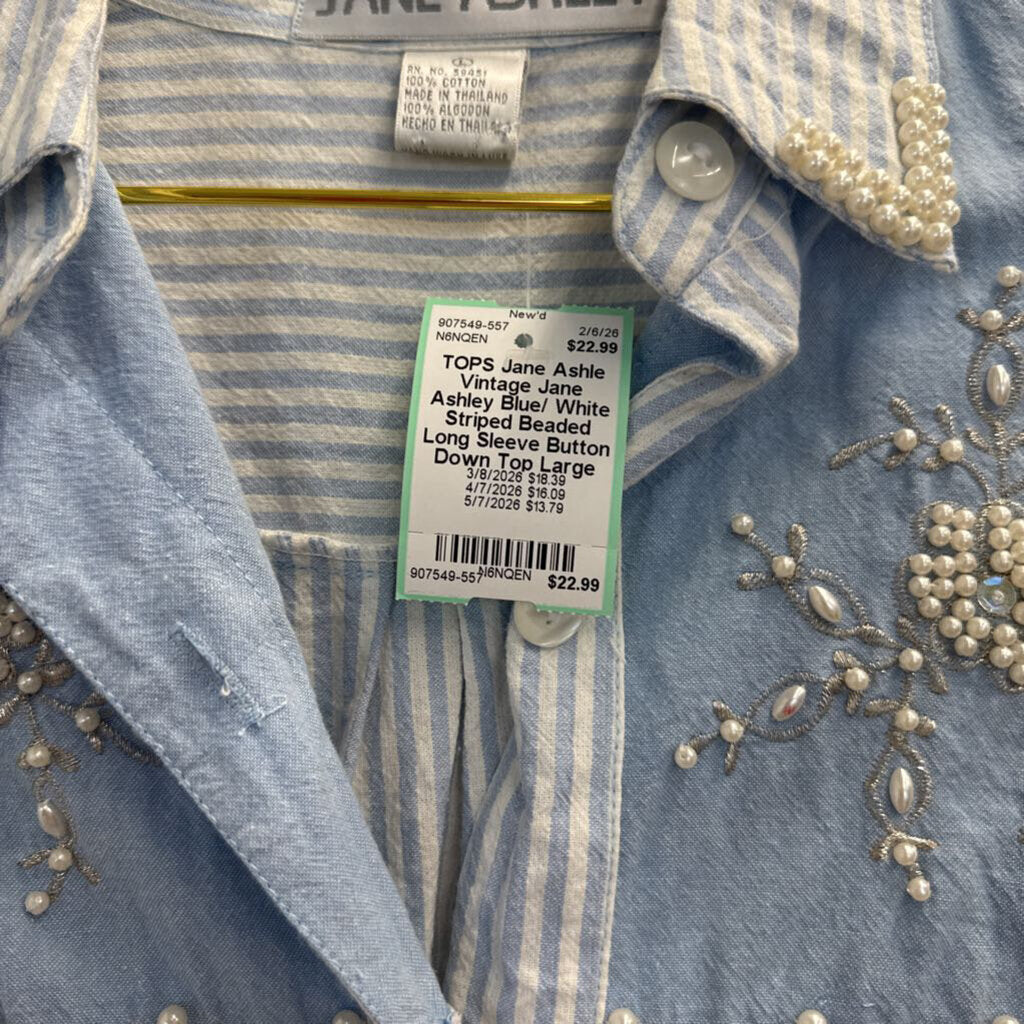 JANE ASHLEY
L
RN. NO. 59451
100% COTTON
MADE IN THAILAND
100% ALGODON
HECHO EN THAILAND
New'd
907549-557 2/6/26
N6NQEN $22.99
TOPS Jane Ashle
Vintage Jane
Ashley Blue/ White
Striped Beaded
Long Sleeve Button
Down Top Large
3/8/2026 $18.39
4/7/2026 $16.09
5/7/2026 $13.79
907549-557 N6NQEN $22.99